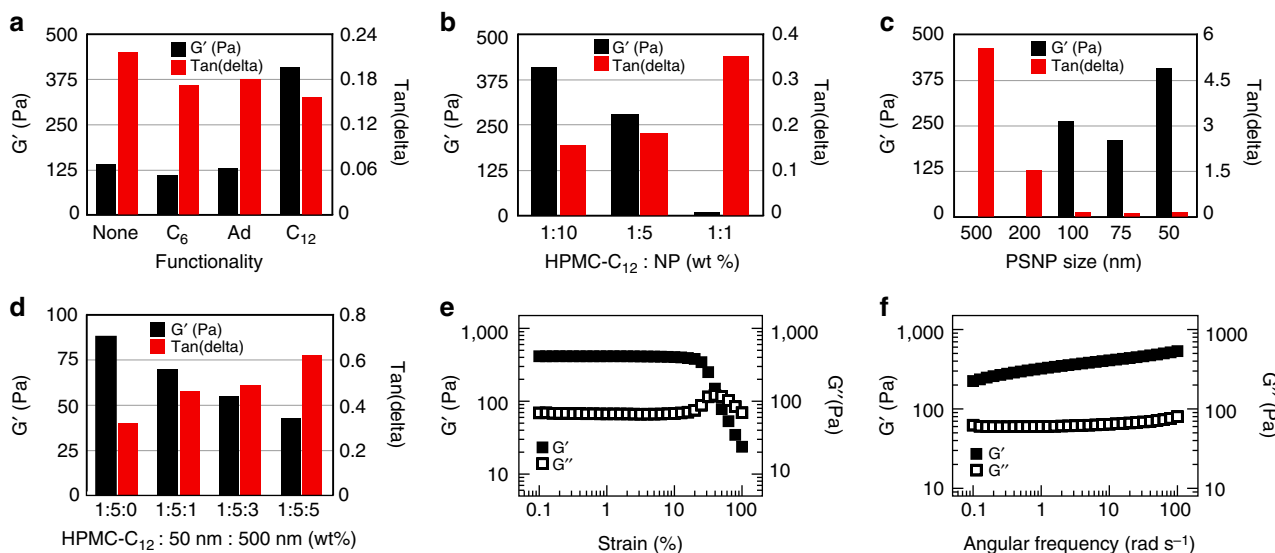 a
G′ (Pa)
Tan(delta)
500
375
250
125
0
0.24
0.18
0.12
0.06
0
G′ (Pa)
Tan(delta)
None C₆ Ad C₁₂
Functionality
b
G′ (Pa)
Tan(delta)
500
375
250
125
0
0.4
0.3
0.2
0.1
0
G′ (Pa)
Tan(delta)
1:10 1:5 1:1
HPMC-C₁₂ : NP (wt %)
c
G′ (Pa)
Tan(delta)
500
375
250
125
0
6
4.5
3
1.5
0
G′ (Pa)
Tan(delta)
500 200 100 75 50
PSNP size (nm)
d
G′ (Pa)
Tan(delta)
100
75
50
25
0
0.8
0.6
0.4
0.2
0
G′ (Pa)
Tan(delta)
1:5:0 1:5:1 1:5:3 1:5:5
HPMC-C₁₂ : 50 nm : 500 nm (wt%)
e
1,000
100
10
1,000
100
10
G′ (Pa)
G′′(Pa)
G′
G′′
0.1 1 10 100
Strain (%)
f
1,000
100
10
1,000
100
10
G′ (Pa)
G′′ (Pa)
G′
G′′
0.1 1 10 100
Angular frequency (rad s⁻¹)